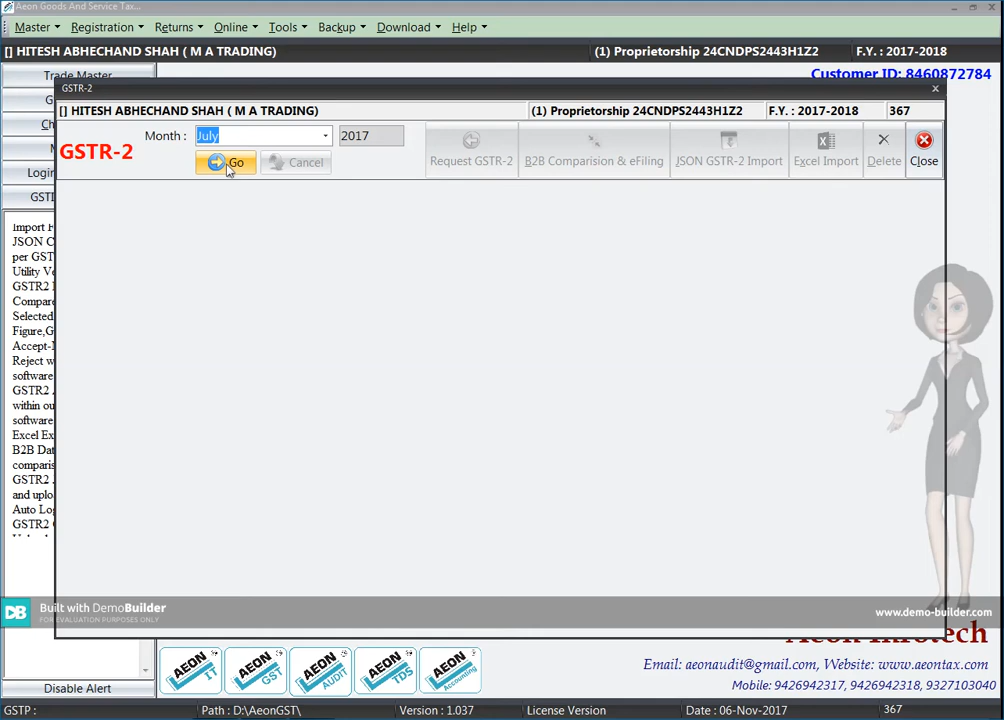 Aeon Goods And Service Tax...
Master Registration Returns Online Tools Backup Download Help
[] HITESH ABHECHAND SHAH ( M A TRADING) (1) Proprietorship 24CNDPS2443H1Z2 F.Y. : 2017-2018
Trade Master
Customer ID: 8460872784
GSTR-2
[] HITESH ABHECHAND SHAH ( M A TRADING) (1) Proprietorship 24CNDPS2443H1Z2 F.Y. : 2017-2018 367
GSTR-2
Month : July 2017
Go Cancel
Request GSTR-2 B2B Comparision & eFiling JSON GSTR-2 Import Excel Import Delete Close
Login
Import F
JSON C
per GST
Utility Ve
GSTR2
Compare
Selected
Figure,G
Accept-
Reject w
software
GSTR2
within ou
software
Excel Ex
B2B Dat
comparis
GSTR2
and uplo
Auto Log
GSTR2
DB Built with DemoBuilder
FOR EVALUATION PURPOSES ONLY
www.demo-builder.com
Aeon Infotech
AEON IT AEON GST AEON AUDIT AEON TDS AEON Accounting
Email: aeonaudit@gmail.com, Website: www.aeontax.com
Mobile: 9426942317, 9426942318, 9327103040
Disable Alert
GSTP : Path : D:\AeonGST\ Version : 1.037 License Version Date : 06-Nov-2017 367